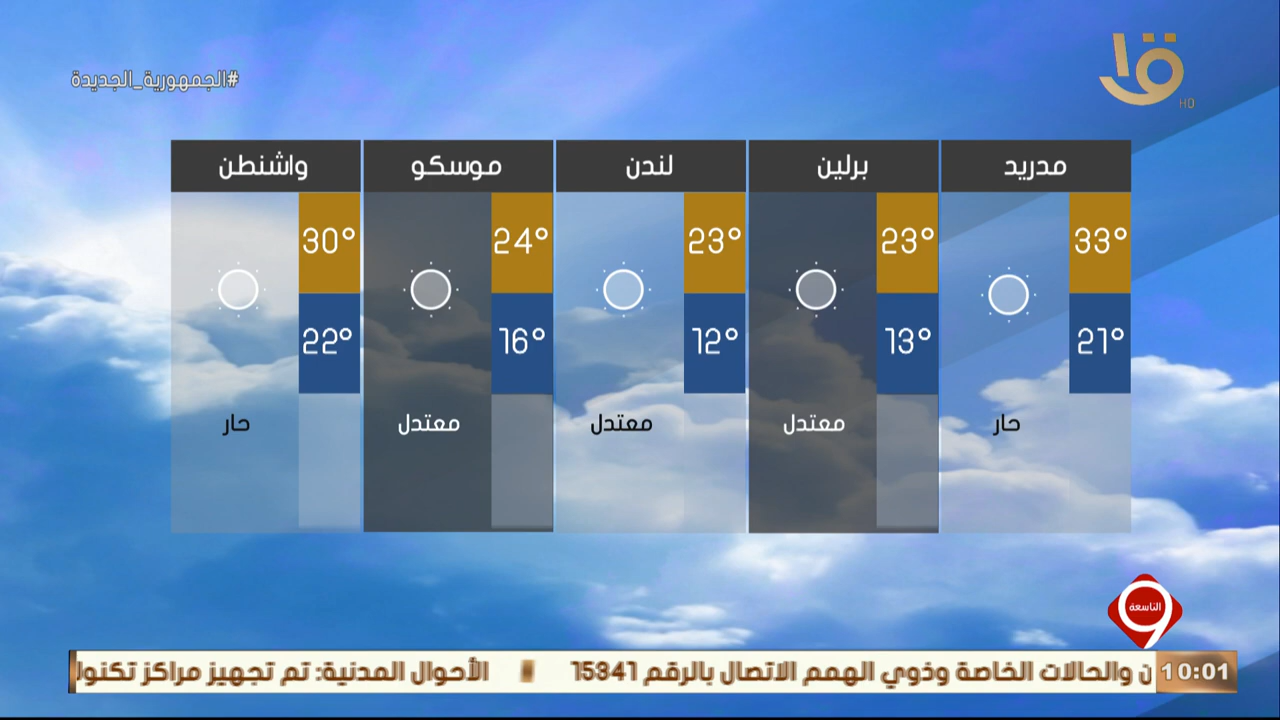 #الجمهورية_الجديدة
HD
مدريد
33°
21°
حار
برلين
23°
13°
معتدل
لندن
23°
12°
معتدل
موسكو
24°
16°
معتدل
واشنطن
30°
22°
حار
التاسعة
9
10:01
ن والحالات الخاصة وذوي الهمم الاتصال بالرقم 15341
الأحوال المدنية: تم تجهيز مراكز تكنول